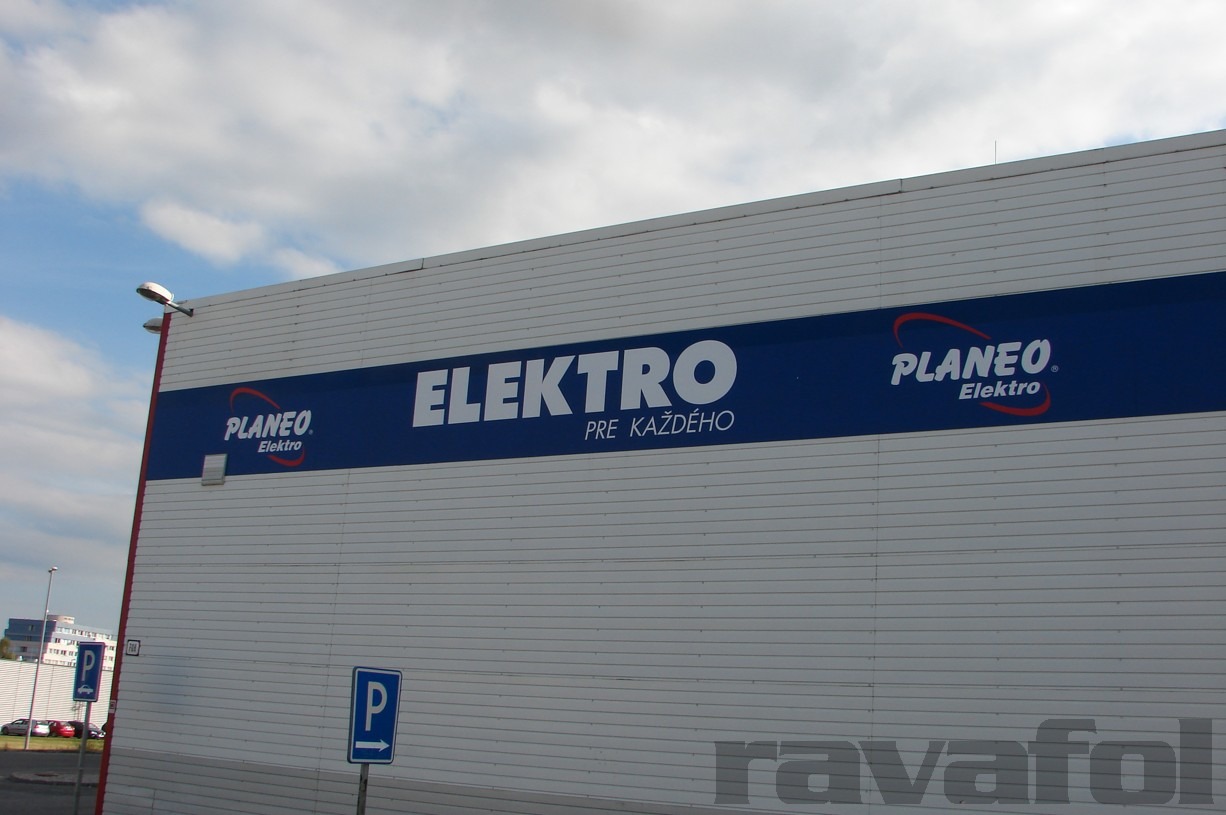 PLANEO®
Elektro
ELEKTRO
PRE KAŽDÉHO
PLANEO®
Elektro
P
P
ravafol